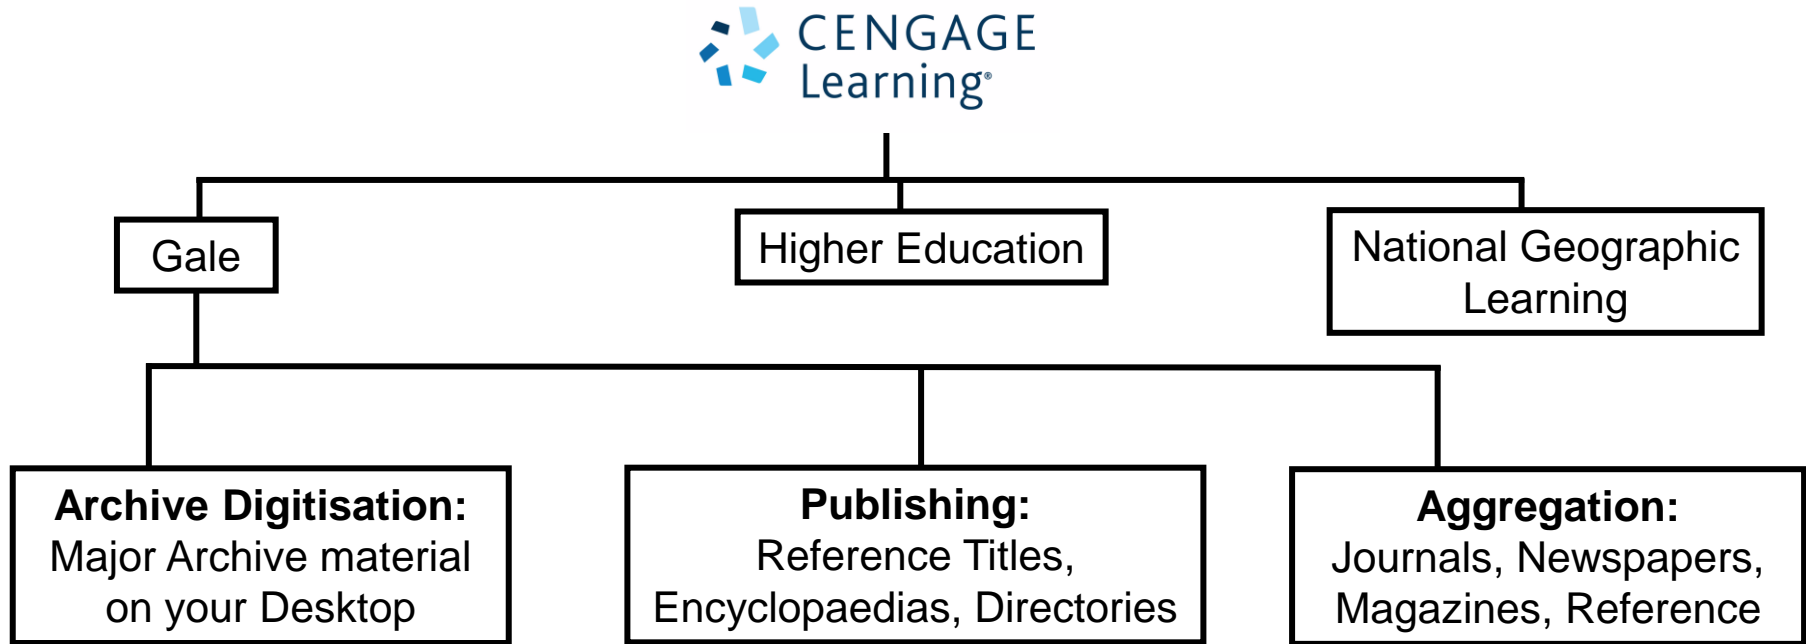 CENGAGE
Learning®
Gale
Higher Education
National Geographic
Learning
Archive Digitisation:
Major Archive material
on your Desktop
Publishing:
Reference Titles,
Encyclopaedias, Directories
Aggregation:
Journals, Newspapers,
Magazines, Reference